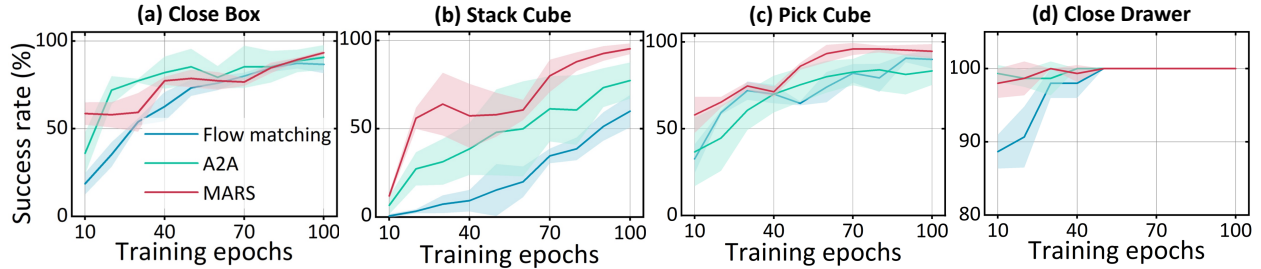 (a) Close Box
(b) Stack Cube
(c) Pick Cube
(d) Close Drawer
Success rate (%)
100
50
0
Flow matching
A2A
MARS
10
40
70
100
Training epochs
100
50
0
10
40
70
100
Training epochs
100
50
0
10
40
70
100
Training epochs
100
90
80
10
40
70
100
Training epochs